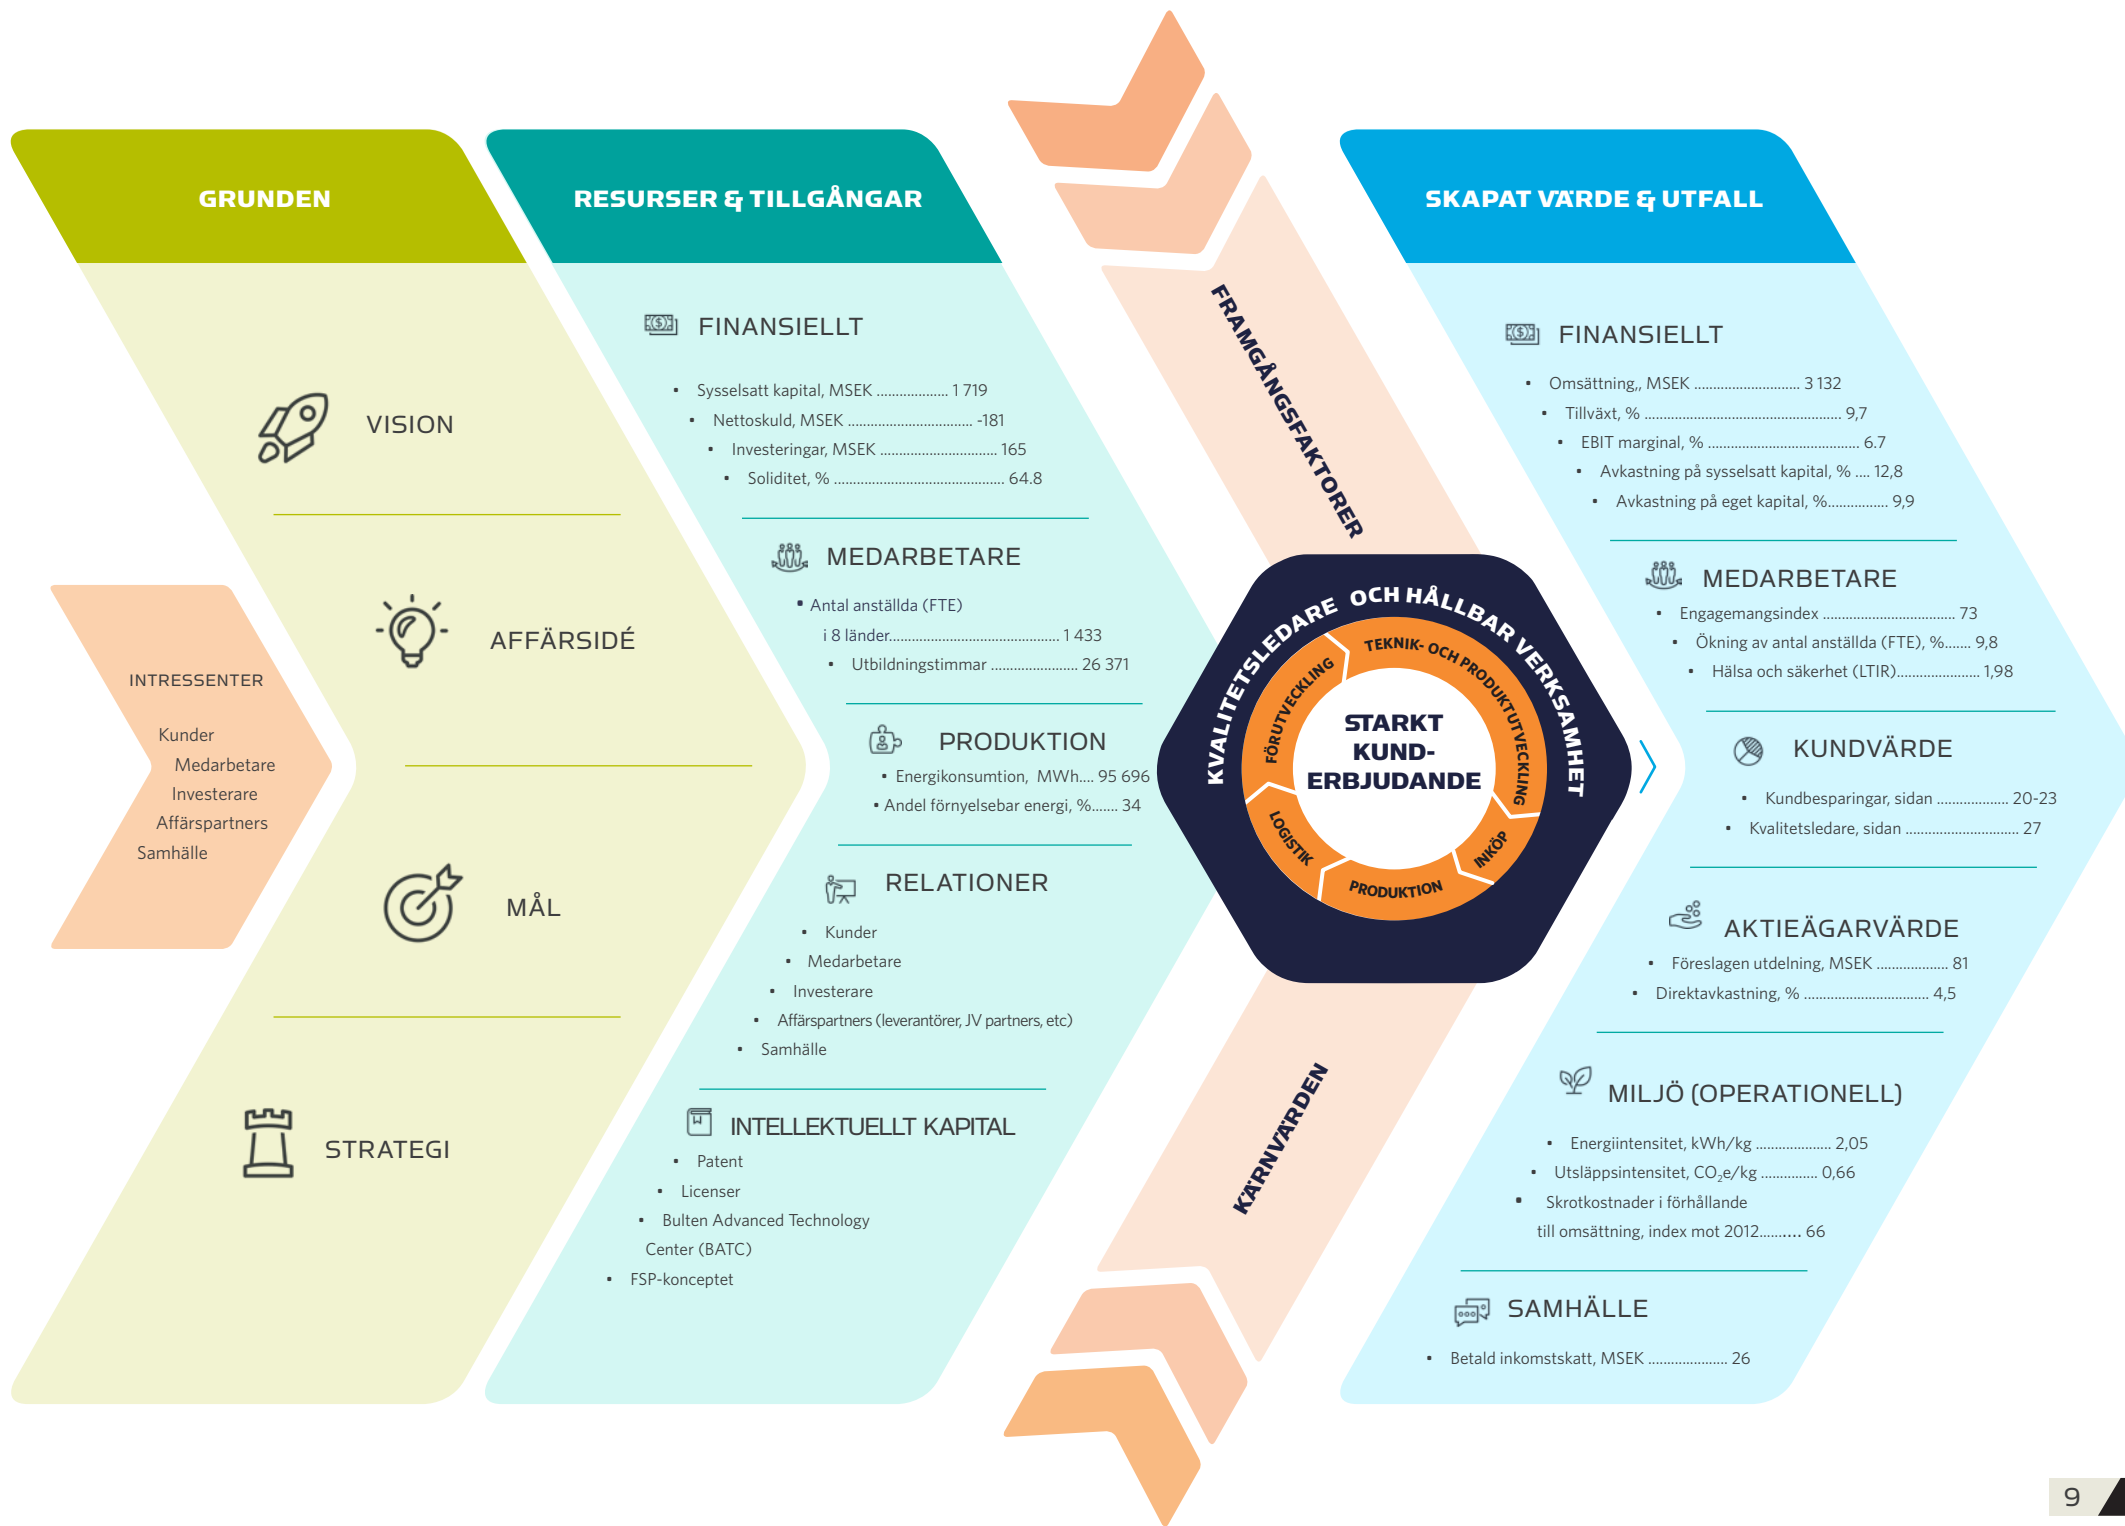 GRUNDEN
INTRESSENTER
Kunder
Medarbetare
Investerare
Affärspartners
Samhälle
VISION
AFFÄRSIDÉ
MÅL
STRATEGI
RESURSER & TILLGÅNGAR
FINANSIELLT
• Sysselsatt kapital, MSEK ................... 1 719
• Nettoskuld, MSEK ................................. -181
• Investeringar, MSEK ............................... 165
• Soliditet, % ............................................. 64.8
MEDARBETARE
• Antal anställda (FTE)
i 8 länder............................................. 1 433
• Utbildningstimmar ....................... 26 371
PRODUKTION
• Energikonsumtion, MWh.... 95 696
• Andel förnyelsebar energi, %....... 34
RELATIONER
• Kunder
• Medarbetare
• Investerare
• Affärspartners (leverantörer, JV partners, etc)
• Samhälle
INTELLEKTUELLT KAPITAL
• Patent
• Licenser
• Bulten Advanced Technology
Center (BATC)
• FSP-konceptet
FRAMGÅNGSFAKTORER
KVALITETSLEDARE OCH HÅLLBAR VERKSAMHET
FÖRUTVECKLING
TEKNIK- OCH PRODUKTUTVECKLING
INKÖP
PRODUKTION
LOGISTIK
STARKT
KUND-
ERBJUDANDE
KÄRNVÄRDEN
SKAPAT VÄRDE & UTFALL
FINANSIELLT
• Omsättning,, MSEK ............................ 3 132
• Tillväxt, % .................................................... 9,7
• EBIT marginal, % ........................................ 6.7
• Avkastning på sysselsatt kapital, % .... 12,8
• Avkastning på eget kapital, %................ 9,9
MEDARBETARE
• Engagemangsindex ................................... 73
• Ökning av antal anställda (FTE), %....... 9,8
• Hälsa och säkerhet (LTIR)...................... 1,98
KUNDVÄRDE
• Kundbesparingar, sidan ................... 20-23
• Kvalitetsledare, sidan .............................. 27
AKTIEÄGARVÄRDE
• Föreslagen utdelning, MSEK ................... 81
• Direktavkastning, % ................................. 4,5
MILJÖ (OPERATIONELL)
• Energiintensitet, kWh/kg .................... 2,05
• Utsläppsintensitet, CO₂e/kg ............... 0,66
• Skrotkostnader i förhållande
till omsättning, index mot 2012.......... 66
SAMHÄLLE
• Betald inkomstskatt, MSEK ..................... 26
9